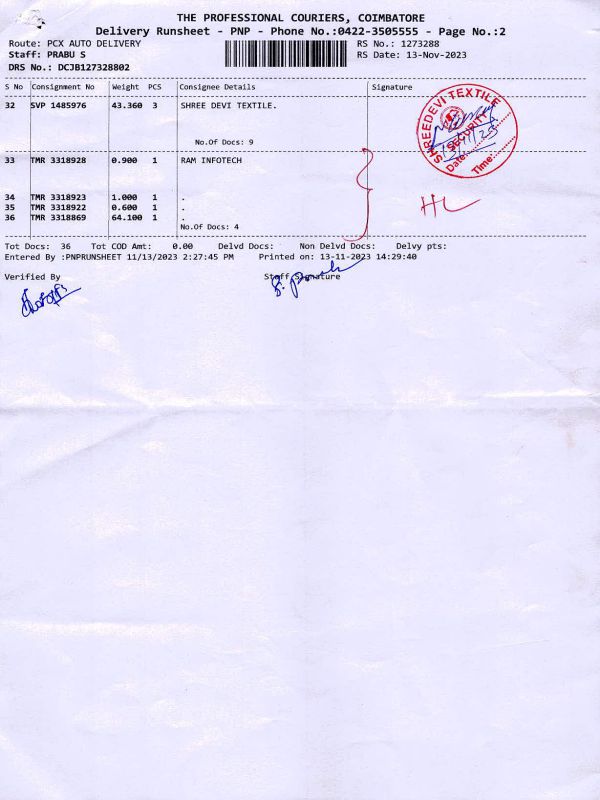 THE PROFESSIONAL COURIERS, COIMBATORE
Delivery Runsheet - PNP - Phone No.:0422-3505555 - Page No.:2
Route: PCX AUTO DELIVERY RS No.: 1273288
Staff: PRABU S RS Date: 13-Nov-2023
DRS No.: DCJB127328802
S No Consignment No Weight PCS Consignee Details Signature
32 SVP 1485976 43.360 3 SHREE DEVI TEXTILE.
No.Of Docs: 9
SHREEDEVI TEXTILE
SECURITY
Date:
Time:
33 TMR 3318928 0.900 1 RAM INFOTECH
34 TMR 3318923 1.000 1 .
35 TMR 3318922 0.600 1 .
36 TMR 3318869 64.100 1 .
No.Of Docs: 4
Tot Docs: 36 Tot COD Amt: 0.00 Delvd Docs: Non Delvd Docs: Delvy pts:
Entered By :PNPRUNSHEET 11/13/2023 2:27:45 PM Printed on: 13-11-2023 14:29:40
Verified By Staff Signature